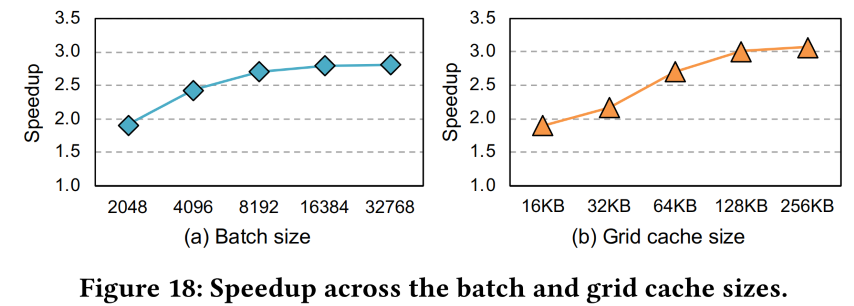 Speedup
3.5
3.0
2.5
2.0
1.5
1.0
2048 4096 8192 16384 32768
(a) Batch size
Speedup
3.5
3.0
2.5
2.0
1.5
1.0
16KB 32KB 64KB 128KB 256KB
(b) Grid cache size
Figure 18: Speedup across the batch and grid cache sizes.